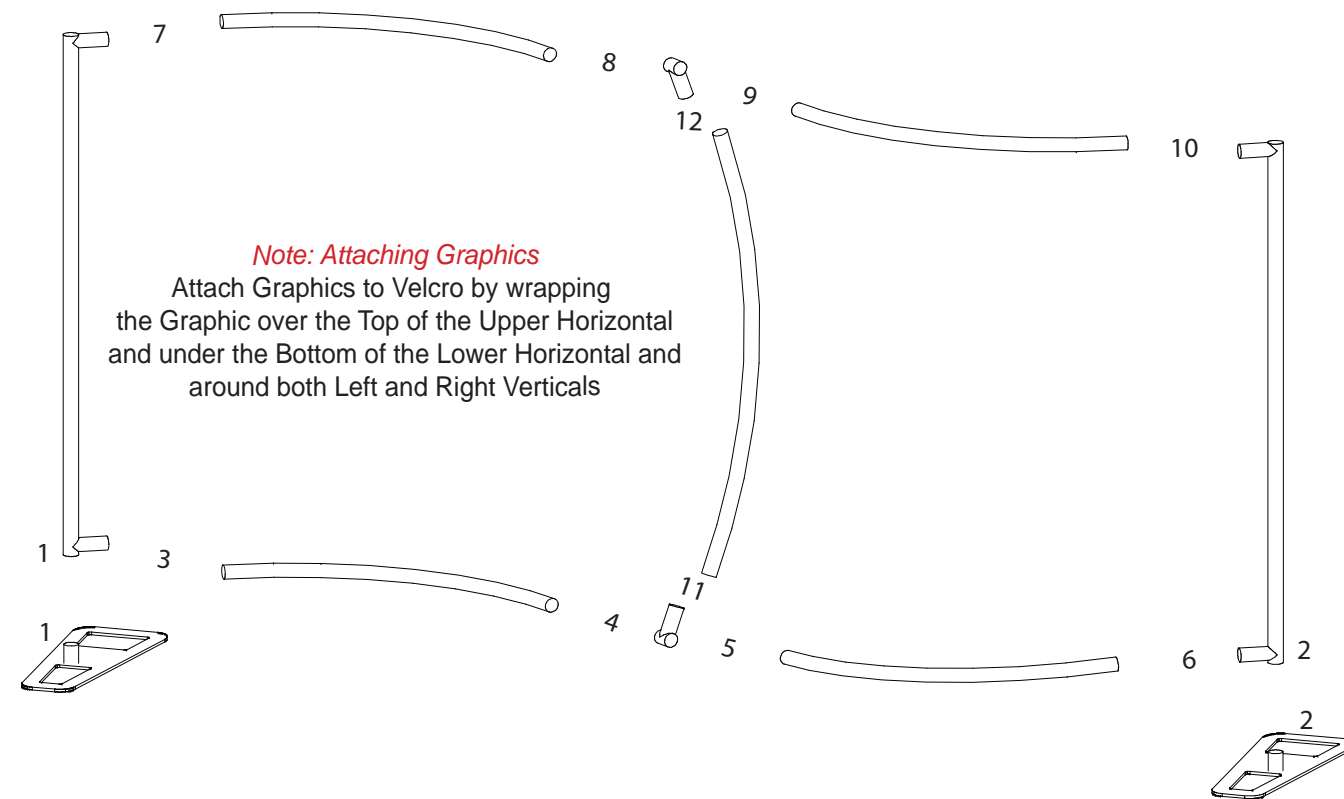 7
8
9
12
10
Note: Attaching Graphics
Attach Graphics to Velcro by wrapping
the Graphic over the Top of the Upper Horizontal
and under the Bottom of the Lower Horizontal and
around both Left and Right Verticals
1
3
11
4
5
6
2
1
2